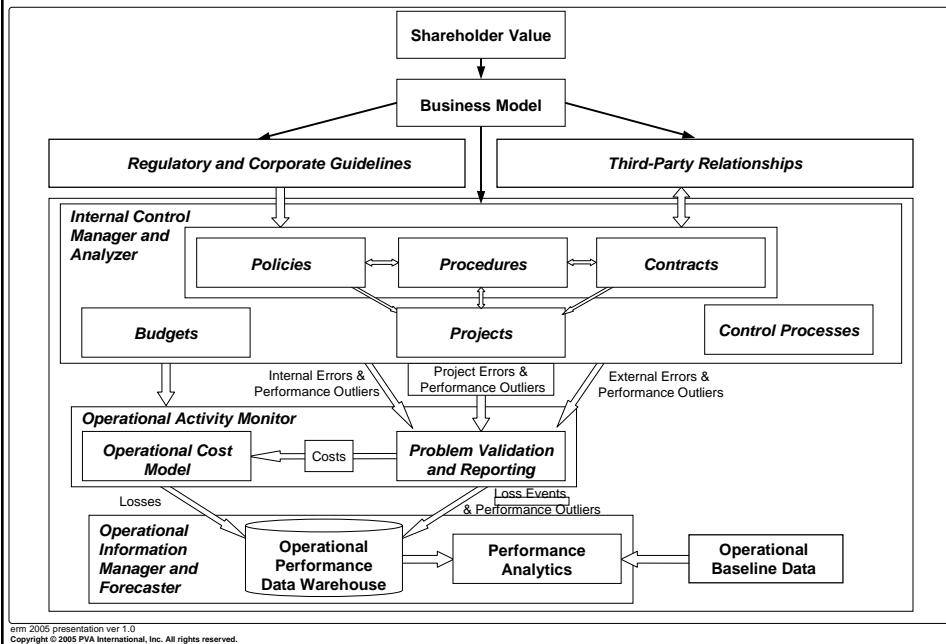 Shareholder Value
Business Model
Regulatory and Corporate Guidelines
Third-Party Relationships
Internal Control
Manager and
Analyzer
Policies
Procedures
Contracts
Budgets
Projects
Control Processes
Internal Errors &
Performance Outliers
Project Errors &
Performance Outliers
External Errors &
Performance Outliers
Operational Activity Monitor
Operational Cost
Model
Costs
Problem Validation
and Reporting
Losses
Loss Events
& Performance Outliers
Operational
Information
Manager and
Forecaster
Operational
Performance
Data Warehouse
Performance
Analytics
Operational
Baseline Data
erm 2005 presentation ver 1.0
Copyright © 2005 PVA International, Inc. All rights reserved.